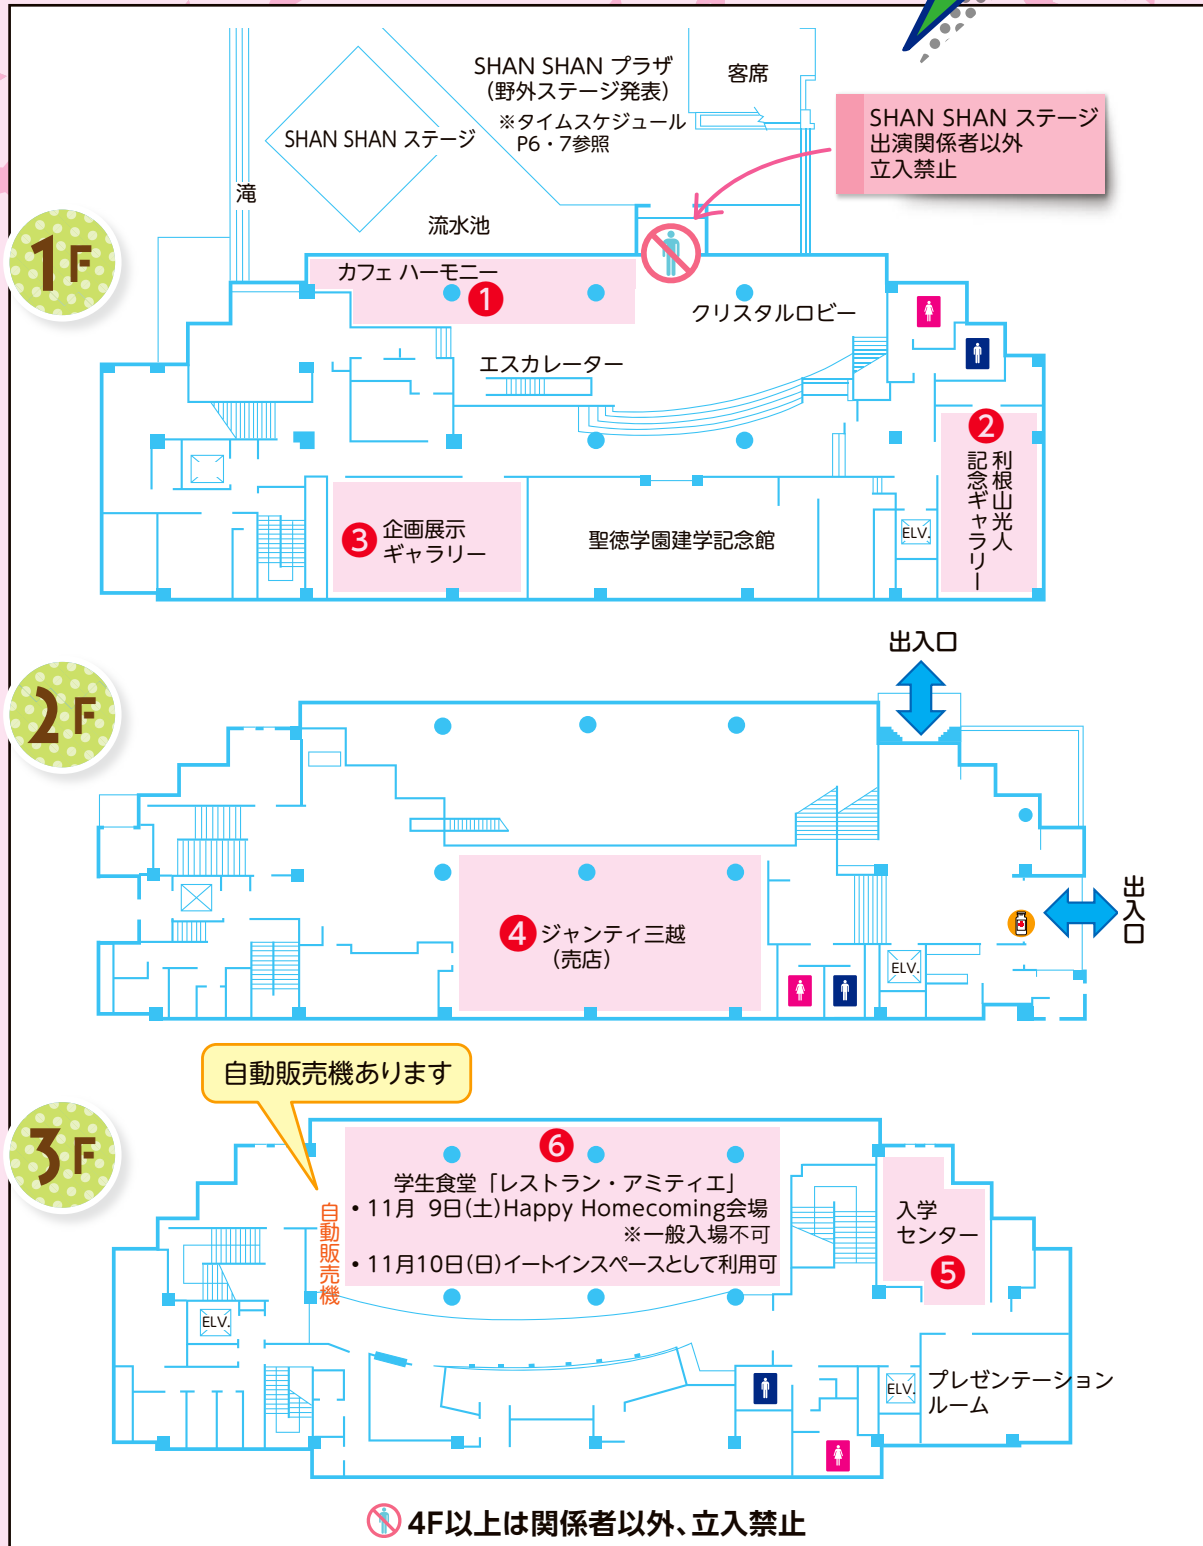 SHAN SHAN プラザ
(野外ステージ発表)
※タイムスケジュール
P6・7参照
客席
SHAN SHAN ステージ
SHAN SHAN ステージ
出演関係者以外
立入禁止
滝
流水池
1F
カフェ ハーモニー
1
クリスタルロビー
エスカレーター
2
利根山光人
記念ギャラリー
3
企画展示
ギャラリー
聖徳学園建学記念館
ELV.
出入口
2F
出入口
4
ジャンティ三越
(売店)
ELV.
自動販売機あります
3F
6
学生食堂「レストラン・アミティエ」
・11月 9日(土)Happy Homecoming会場
※一般入場不可
・11月10日(日)イートインスペースとして利用可
自動販売機
入学
センター
5
ELV.
ELV.
プレゼンテーション
ルーム
4F以上は関係者以外、立入禁止